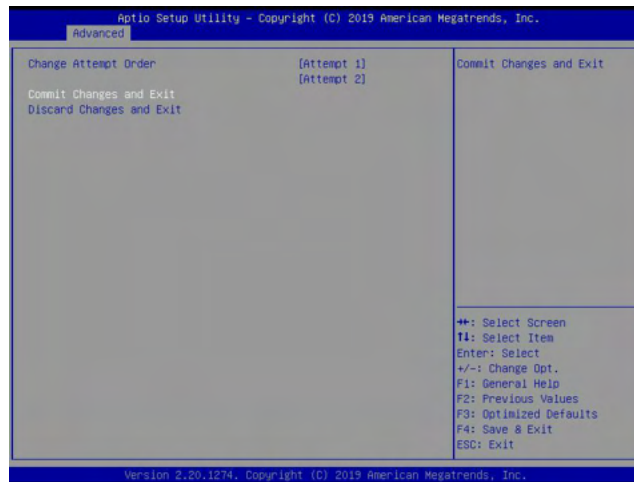 Aptio Setup Utility – Copyright (C) 2019 American Megatrends, Inc.
Advanced
Change Attempt Order [Attempt 1]
[Attempt 2]
Commit Changes and Exit
Discard Changes and Exit
Commit Changes and Exit
→←: Select Screen
↑↓: Select Item
Enter: Select
+/-: Change Opt.
F1: General Help
F2: Previous Values
F3: Optimized Defaults
F4: Save & Exit
ESC: Exit
Version 2.20.1274. Copyright (C) 2019 American Megatrends, Inc.